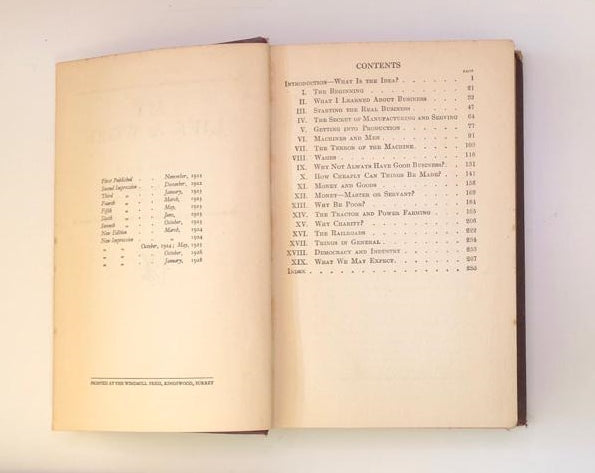 First Published . . November, 1922
Second Impression . . December, 1922
Third " . . January, 1923
Fourth " . . March, 1923
Fifth " . . May, 1923
Sixth " . . June, 1923
Seventh " . . October, 1923
New Edition . . March, 1924
New Impression . . " 1924
" " October, 1924; May, 1925
" " . . October, 1926
" " . . January, 1928
PRINTED AT THE WINDMILL PRESS, KINGSWOOD, SURREY
CONTENTS
PAGE
INTRODUCTION—WHAT IS THE IDEA? . . . . . . 1
I. THE BEGINNING . . . . . . 21
II. WHAT I LEARNED ABOUT BUSINESS . . . . 33
III. STARTING THE REAL BUSINESS . . . . . 47
IV. THE SECRET OF MANUFACTURING AND SERVING 64
V. GETTING INTO PRODUCTION . . . . . . 77
VI. MACHINES AND MEN . . . . . . 91
VII. THE TERROR OF THE MACHINE. . . . . . 103
VIII. WAGES . . . . . . 116
IX. WHY NOT ALWAYS HAVE GOOD BUSINESS?. . . 131
X. HOW CHEAPLY CAN THINGS BE MADE? . . . . 141
XI. MONEY AND GOODS . . . . . . 156
XII. MONEY—MASTER OR SERVANT? . . . . . 169
XIII. WHY BE POOR? . . . . . . 184
XIV. THE TRACTOR AND POWER FARMING . . . . 195
XV. WHY CHARITY? . . . . . . 206
XVI. THE RAILROADS . . . . . . 222
XVII. THINGS IN GENERAL . . . . . . 234
XVIII. DEMOCRACY AND INDUSTRY . . . . . . 253
XIX. WHAT WE MAY EXPECT. . . . . . 267
INDEX . . . . . .